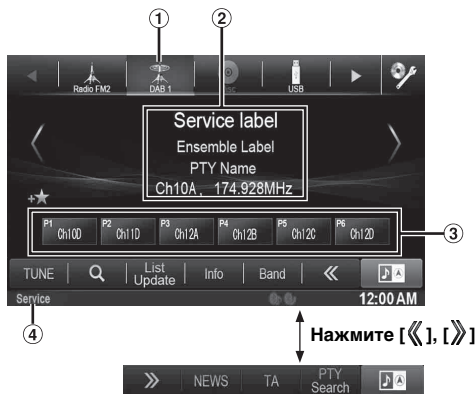 ① ②
Radio FM2 DAB 1 Disc USB
Service label
Ensemble Label
PTY Name
Ch10A, 174.928MHz
P1 Ch10D P2 Ch11D P3 Ch12A P4 Ch12B P5 Ch12C P6 Ch12D
③
TUNE List Update Info Band «
Service 12:00 AM
④
Нажмите [《], [》]
» NEWS TA PTY Search